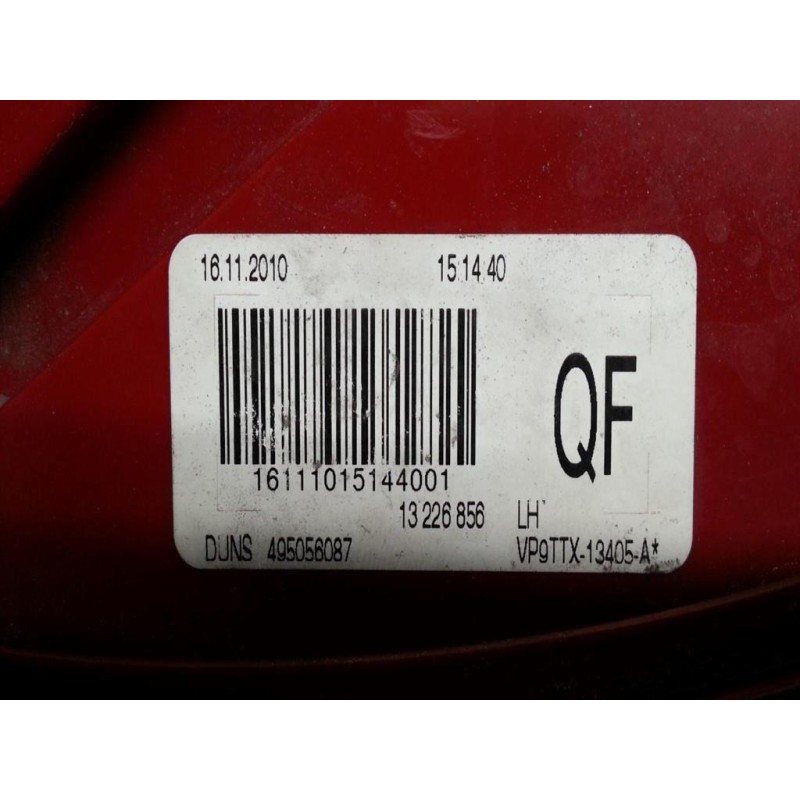 16.11.2010 15:14:40
QF
16111015144001
13 226 856 LH
DUNS 495056087 VP9TTX-13405-A*